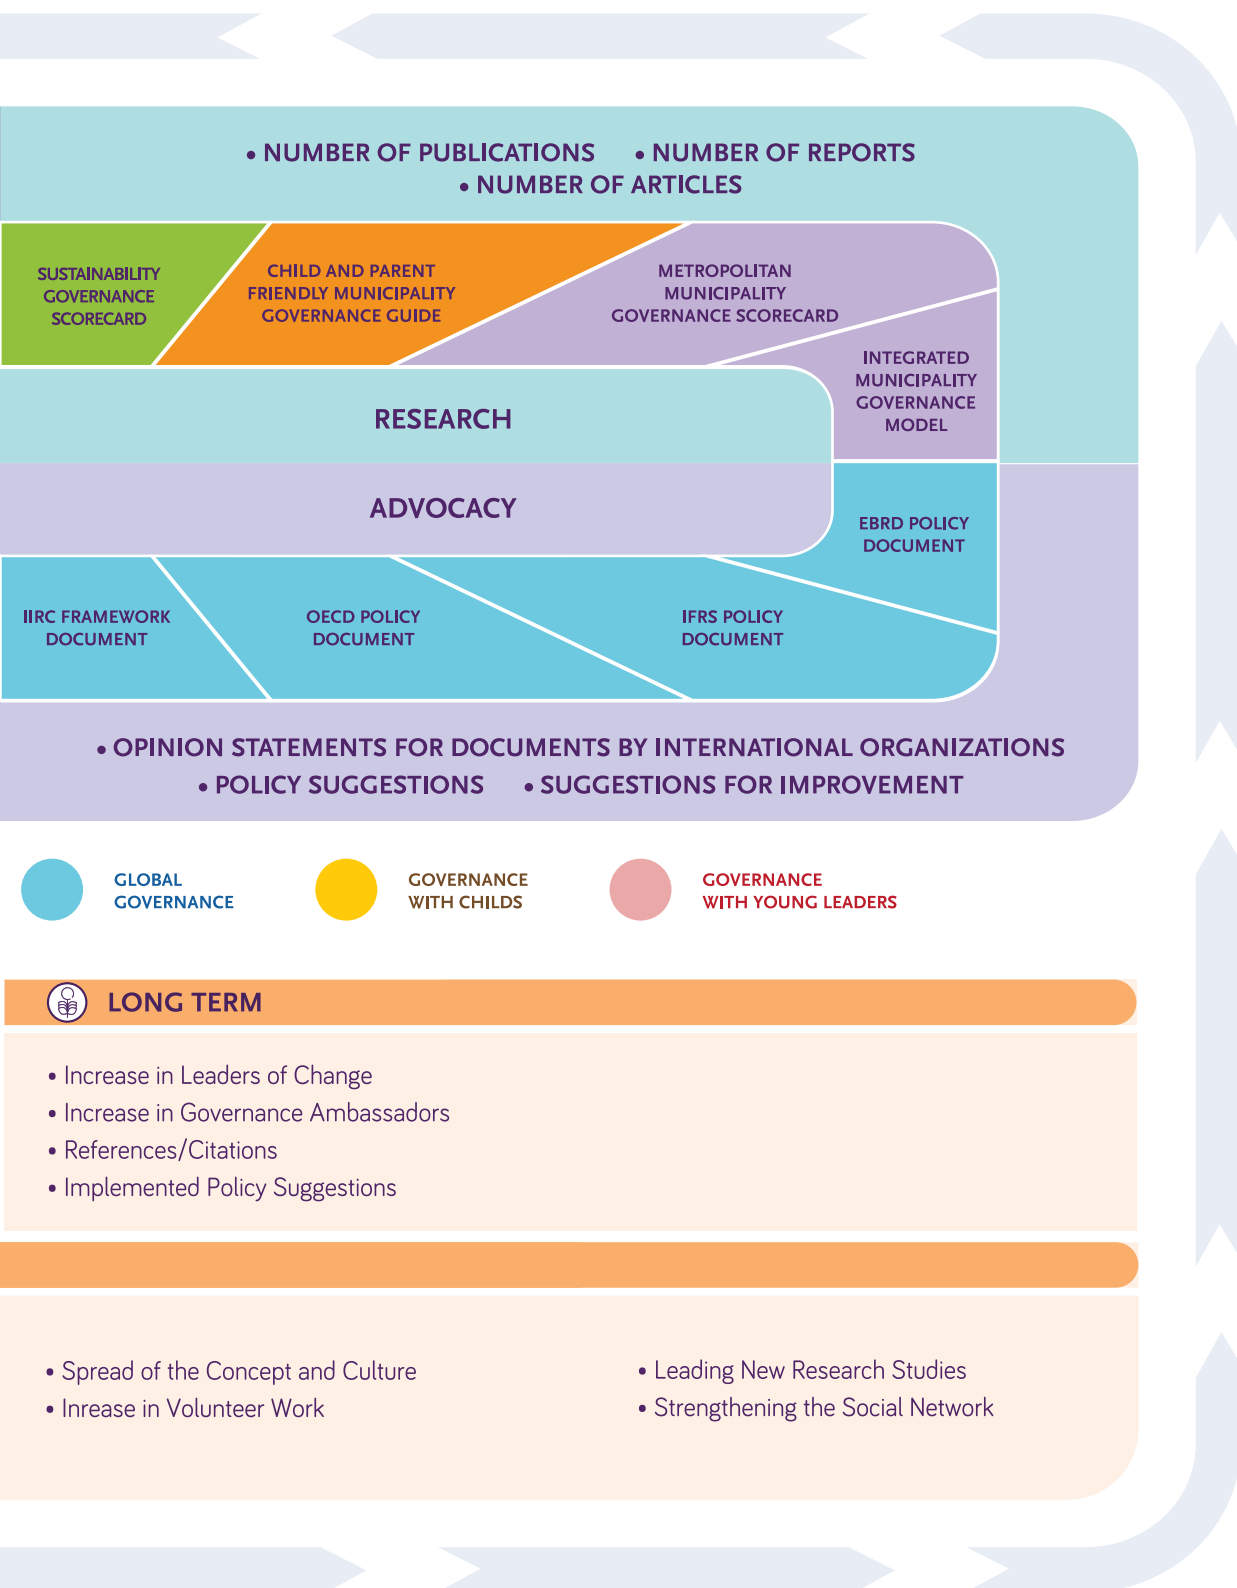 • NUMBER OF PUBLICATIONS • NUMBER OF REPORTS
• NUMBER OF ARTICLES
SUSTAINABILITY
GOVERNANCE
SCORECARD
CHILD AND PARENT
FRIENDLY MUNICIPALITY
GOVERNANCE GUIDE
METROPOLITAN
MUNICIPALITY
GOVERNANCE SCORECARD
INTEGRATED
MUNICIPALITY
GOVERNANCE
MODEL
RESEARCH
ADVOCACY
EBRD POLICY
DOCUMENT
IIRC FRAMEWORK
DOCUMENT
OECD POLICY
DOCUMENT
IFRS POLICY
DOCUMENT
• OPINION STATEMENTS FOR DOCUMENTS BY INTERNATIONAL ORGANIZATIONS
• POLICY SUGGESTIONS • SUGGESTIONS FOR IMPROVEMENT
GLOBAL
GOVERNANCE
GOVERNANCE
WITH CHILDS
GOVERNANCE
WITH YOUNG LEADERS
LONG TERM
• Increase in Leaders of Change
• Increase in Governance Ambassadors
• References/Citations
• Implemented Policy Suggestions
• Spread of the Concept and Culture
• Inrease in Volunteer Work
• Leading New Research Studies
• Strengthening the Social Network